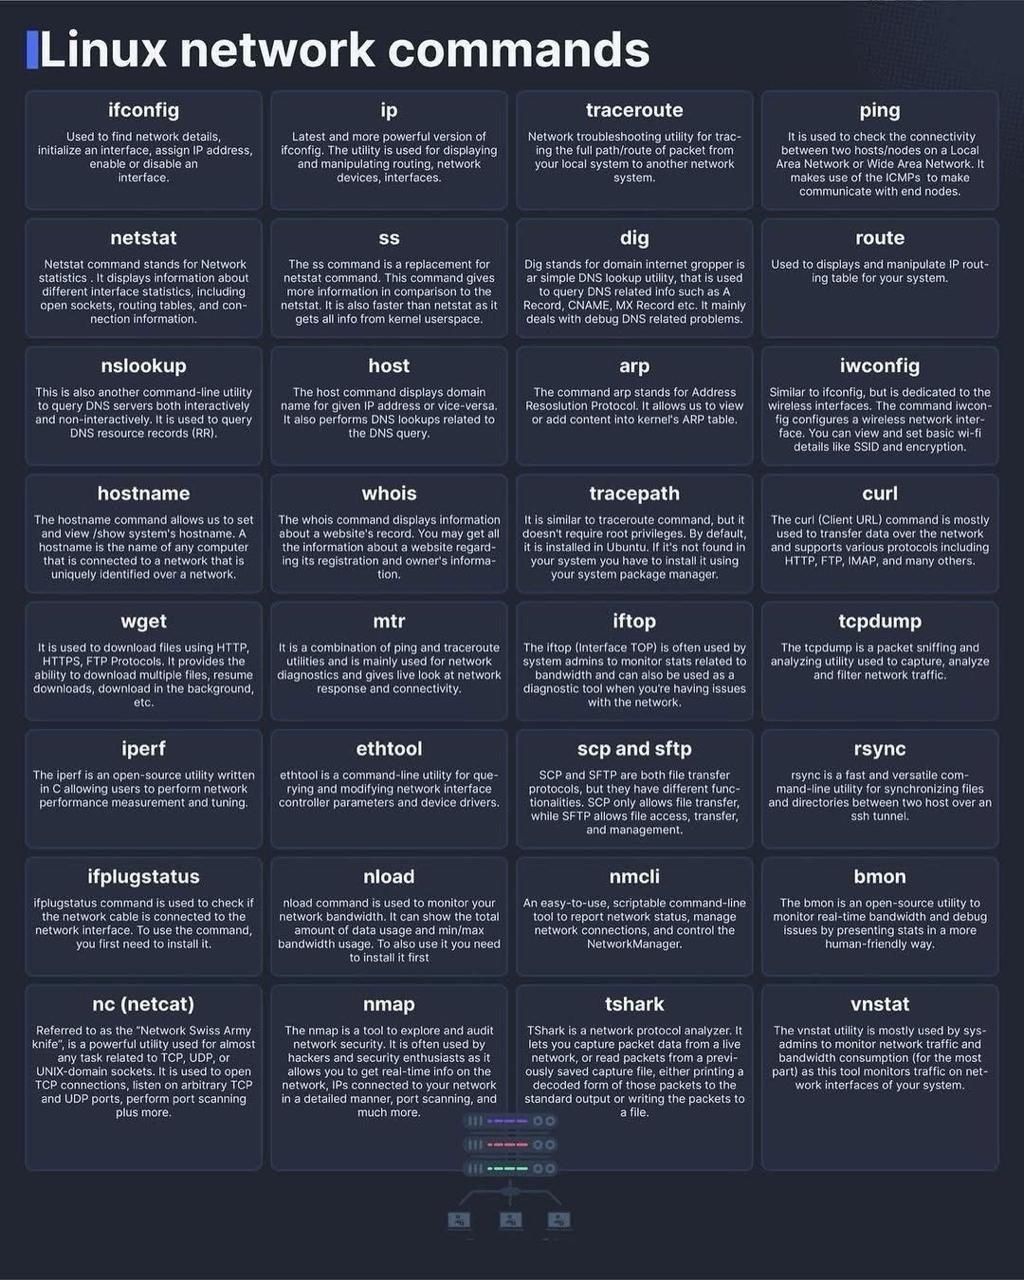 Linux network commands
ifconfig
Used to find network details,
initialize an interface, assign IP address,
enable or disable an
interface.
ip
Latest and more powerful version of
ifconfig. The utility is used for displaying
and manipulating routing, network
devices, interfaces.
traceroute
Network troubleshooting utility for trac-
ing the full path/route of packet from
your local system to another network
system.
ping
It is used to check the connectivity
between two hosts/nodes on a Local
Area Network or Wide Area Network. It
makes use of the ICMPs to make
communicate with end nodes.
netstat
Netstat command stands for Network
statistics . It displays information about
different interface statistics, including
open sockets, routing tables, and con-
nection information.
ss
The ss command is a replacement for
netstat command. This command gives
more information in comparison to the
netstat. It is also faster than netstat as it
gets all info from kernel userspace.
dig
Dig stands for domain internet gropper is
ar simple DNS lookup utility, that is used
to query DNS related info such as A
Record, CNAME, MX Record etc. It mainly
deals with debug DNS related problems.
route
Used to displays and manipulate IP rout-
ing table for your system.
nslookup
This is also another command-line utility
to query DNS servers both interactively
and non-interactively. It is used to query
DNS resource records (RR).
host
The host command displays domain
name for given IP address or vice-versa.
It also performs DNS lookups related to
the DNS query.
arp
The command arp stands for Address
Resoslution Protocol. It allows us to view
or add content into kernel's ARP table.
iwconfig
Similar to ifconfig, but is dedicated to the
wireless interfaces. The command iwcon-
fig configures a wireless network inter-
face. You can view and set basic wi-fi
details like SSID and encryption.
hostname
The hostname command allows us to set
and view /show system's hostname. A
hostname is the name of any computer
that is connected to a network that is
uniquely identified over a network.
whois
The whois command displays information
about a website's record. You may get all
the information about a website regard-
ing its registration and owner's informa-
tion.
tracepath
It is similar to traceroute command, but it
doesn't require root privileges. By default,
it is installed in Ubuntu. If it's not found in
your system you have to install it using
your system package manager.
curl
The curl (Client URL) command is mostly
used to transfer data over the network
and supports various protocols including
HTTP, FTP, IMAP, and many others.
wget
It is used to download files using HTTP,
HTTPS, FTP Protocols. It provides the
ability to download multiple files, resume
downloads, download in the background,
etc.
mtr
It is a combination of ping and traceroute
utilities and is mainly used for network
diagnostics and gives live look at network
response and connectivity.
iftop
The iftop (Interface TOP) is often used by
system admins to monitor stats related to
bandwidth and can also be used as a
diagnostic tool when you're having issues
with the network.
tcpdump
The tcpdump is a packet sniffing and
analyzing utility used to capture, analyze
and filter network traffic.
iperf
The iperf is an open-source utility written
in C allowing users to perform network
performance measurement and tuning.
ethtool
ethtool is a command-line utility for que-
rying and modifying network interface
controller parameters and device drivers.
scp and sftp
SCP and SFTP are both file transfer
protocols, but they have different func-
tionalities. SCP only allows file transfer,
while SFTP allows file access, transfer,
and management.
rsync
rsync is a fast and versatile com-
mand-line utility for synchronizing files
and directories between two host over an
ssh tunnel.
ifplugstatus
ifplugstatus command is used to check if
the network cable is connected to the
network interface. To use the command,
you first need to install it.
nload
nload command is used to monitor your
network bandwidth. It can show the total
amount of data usage and min/max
bandwidth usage. To also use it you need
to install it first
nmcli
An easy-to-use, scriptable command-line
tool to report network status, manage
network connections, and control the
NetworkManager.
bmon
The bmon is an open-source utility to
monitor real-time bandwidth and debug
issues by presenting stats in a more
human-friendly way.
nc (netcat)
Referred to as the “Network Swiss Army
knife”, is a powerful utility used for almost
any task related to TCP, UDP, or
UNIX-domain sockets. It is used to open
TCP connections, listen on arbitrary TCP
and UDP ports, perform port scanning
plus more.
nmap
The nmap is a tool to explore and audit
network security. It is often used by
hackers and security enthusiasts as it
allows you to get real-time info on the
network, IPs connected to your network
in a detailed manner, port scanning, and
much more.
tshark
TShark is a network protocol analyzer. It
lets you capture packet data from a live
network, or read packets from a previ-
ously saved capture file, either printing a
decoded form of those packets to the
standard output or writing the packets to
a file.
vnstat
The vnstat utility is mostly used by sys-
admins to monitor network traffic and
bandwidth consumption (for the most
part) as this tool monitors traffic on net-
work interfaces of your system.